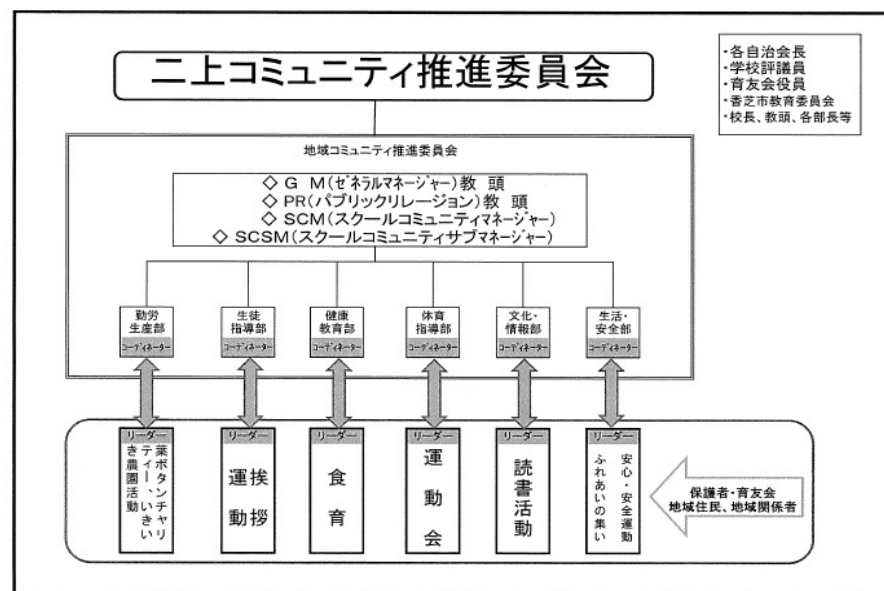 二上コミュニティ推進委員会
・各自治会長
・学校評議員
・育友会役員
・香芝市教育委員会
・校長、教頭、各部長等
地域コミュニティ推進委員会
◇ G M(ゼネラルマネージャー)教 頭
◇ PR(パブリックリレージョン)教 頭
◇ SCM(スクールコミュニティマネージャー)
◇ SCSM(スクールコミュニティサブマネージャー)
勤労
生産部
コーディネーター
生徒
指導部
コーディネーター
健康
教育部
コーディネーター
体育
指導部
コーディネーター
文化・
情報部
コーディネーター
生活・
安全部
コーディネーター
リーダー
葉ボタンチャリ
ティー、いきい
き農園活動
リーダー
挨拶
運動
リーダー
食育
リーダー
運動会
リーダー
読書活動
リーダー
安心・安全運動
ふれあいの集い
保護者・育友会
地域住民、地域関係者